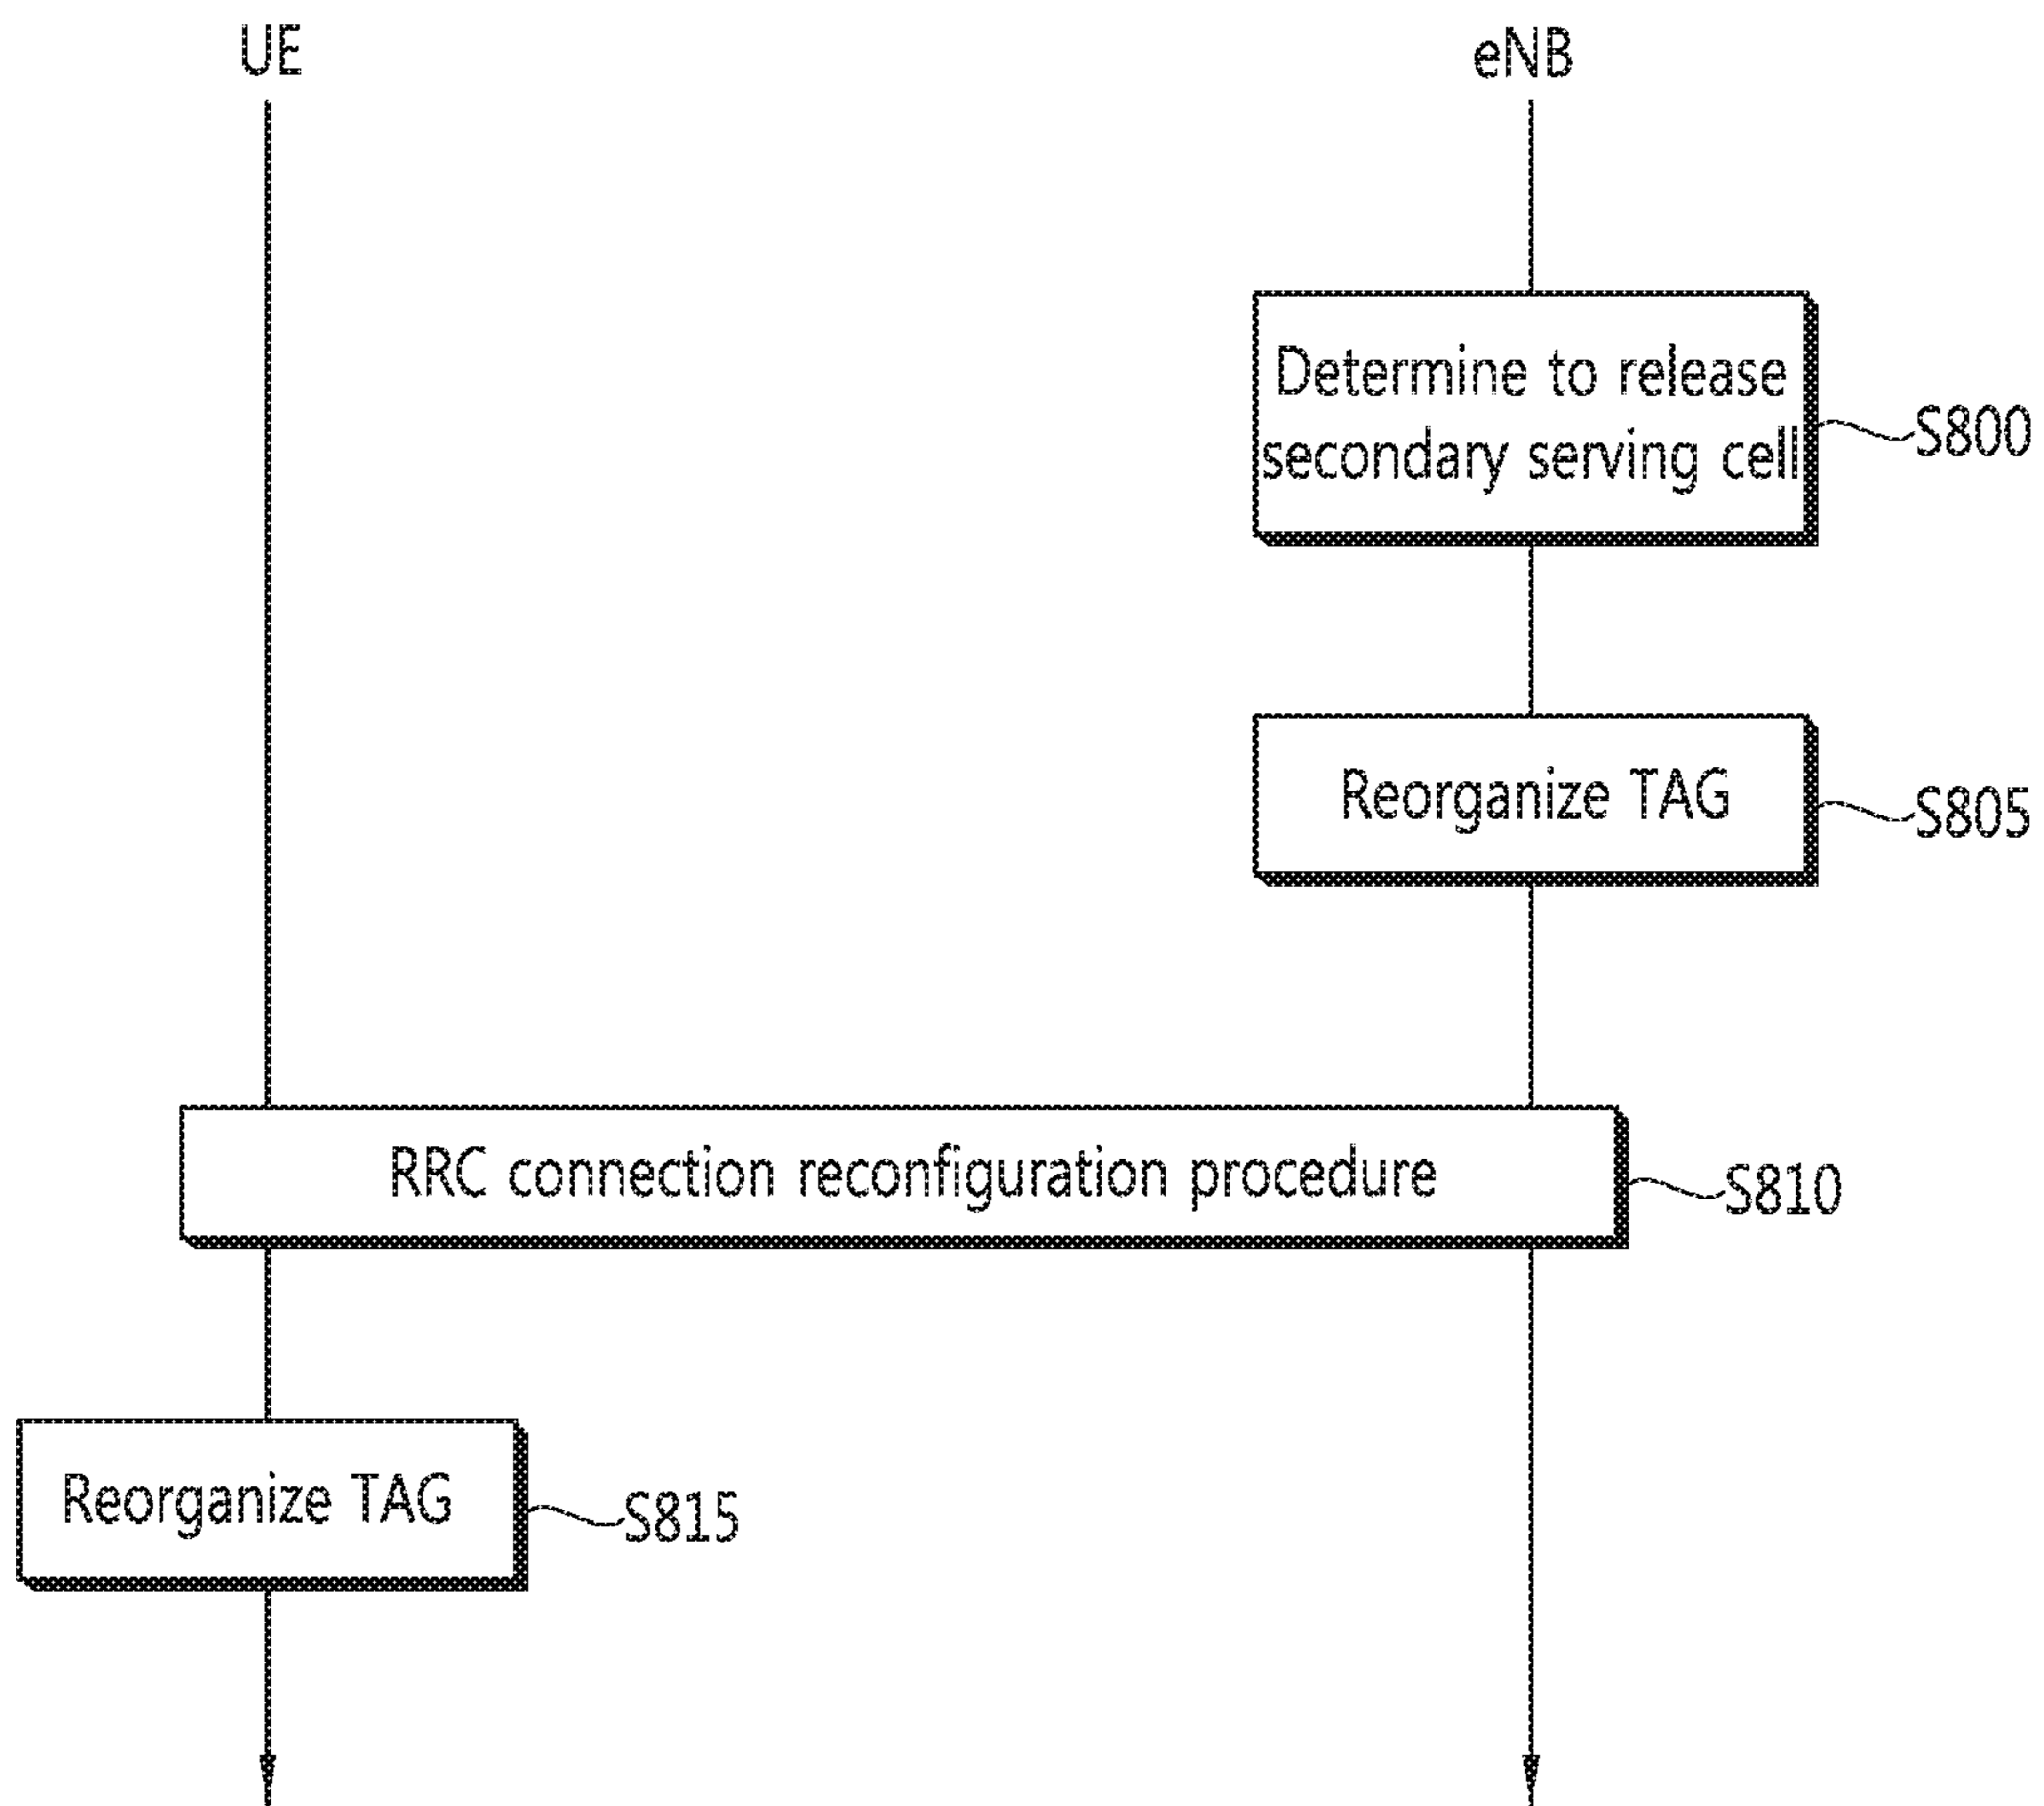 UE
eNB
Determine to release
secondary serving cell
S800
Reorganize TAG
S805
RRC connection reconfiguration procedure
S810
Reorganize TAG
S815